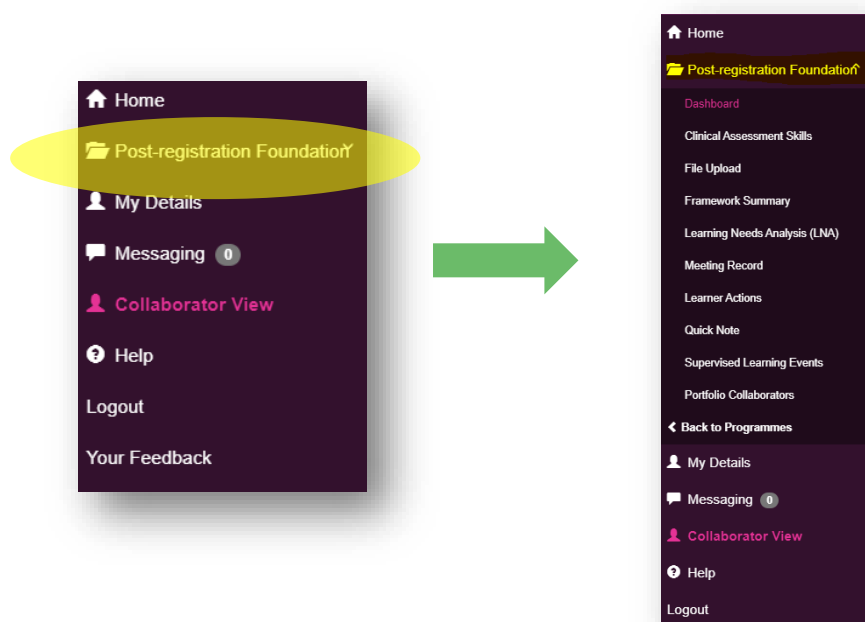 Home
Post-registration Foundation
My Details
Messaging 0
Collaborator View
Help
Logout
Your Feedback
Home
Post-registration Foundation
Dashboard
Clinical Assessment Skills
File Upload
Framework Summary
Learning Needs Analysis (LNA)
Meeting Record
Learner Actions
Quick Note
Supervised Learning Events
Portfolio Collaborators
Back to Programmes
My Details
Messaging 0
Collaborator View
Help
Logout